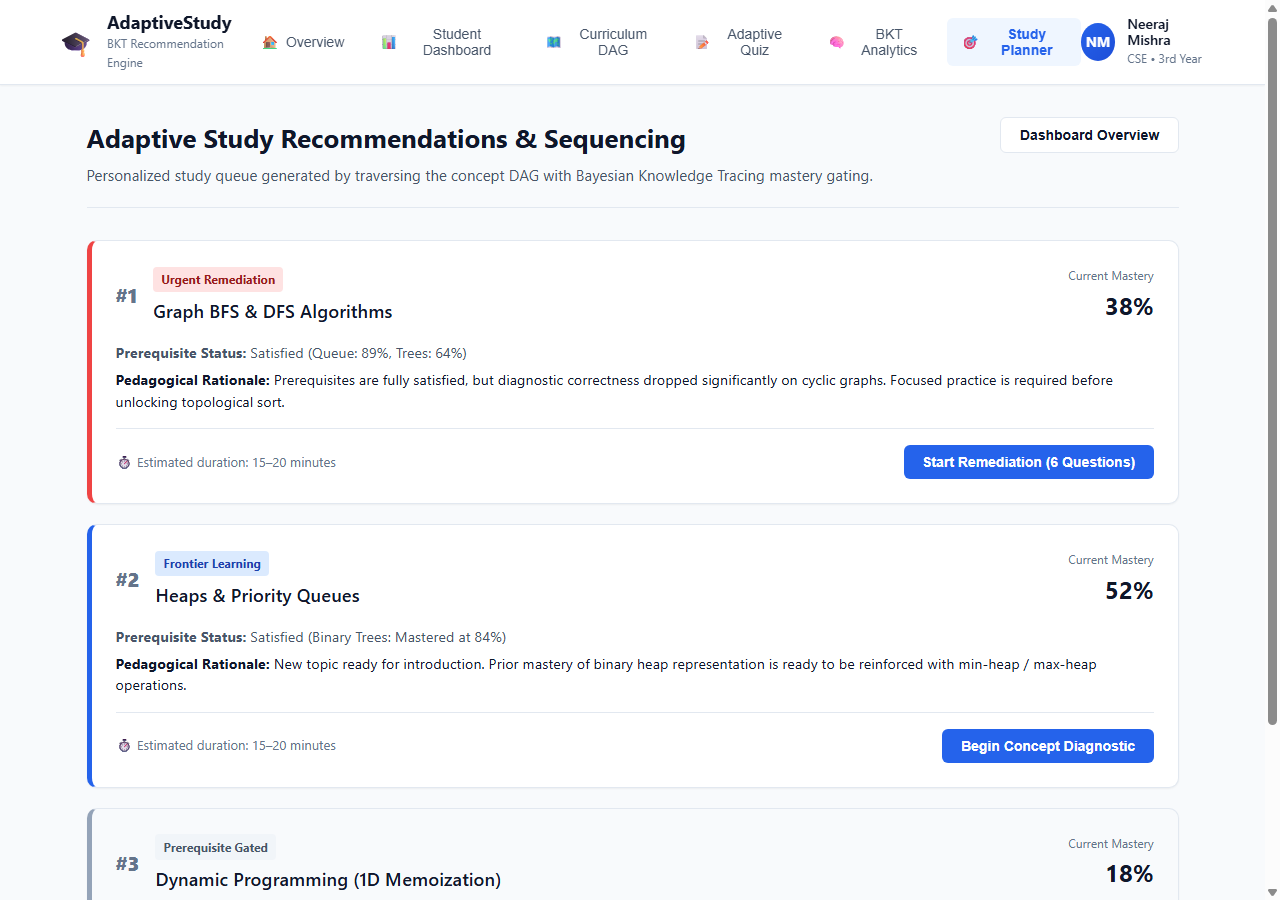 AdaptiveStudy
BKT Recommendation
Engine
Overview
Student
Dashboard
Curriculum
DAG
Adaptive
Quiz
BKT
Analytics
Study
Planner
NM
Neeraj
Mishra
CSE • 3rd Year
Adaptive Study Recommendations & Sequencing
Dashboard Overview
Personalized study queue generated by traversing the concept DAG with Bayesian Knowledge Tracing mastery gating.
#1
Urgent Remediation
Graph BFS & DFS Algorithms
Current Mastery
38%
Prerequisite Status: Satisfied (Queue: 89%, Trees: 64%)
Pedagogical Rationale: Prerequisites are fully satisfied, but diagnostic correctness dropped significantly on cyclic graphs. Focused practice is required before
unlocking topological sort.
Estimated duration: 15–20 minutes
Start Remediation (6 Questions)
#2
Frontier Learning
Heaps & Priority Queues
Current Mastery
52%
Prerequisite Status: Satisfied (Binary Trees: Mastered at 84%)
Pedagogical Rationale: New topic ready for introduction. Prior mastery of binary heap representation is ready to be reinforced with min-heap / max-heap
operations.
Estimated duration: 15–20 minutes
Begin Concept Diagnostic
#3
Prerequisite Gated
Dynamic Programming (1D Memoization)
Current Mastery
18%